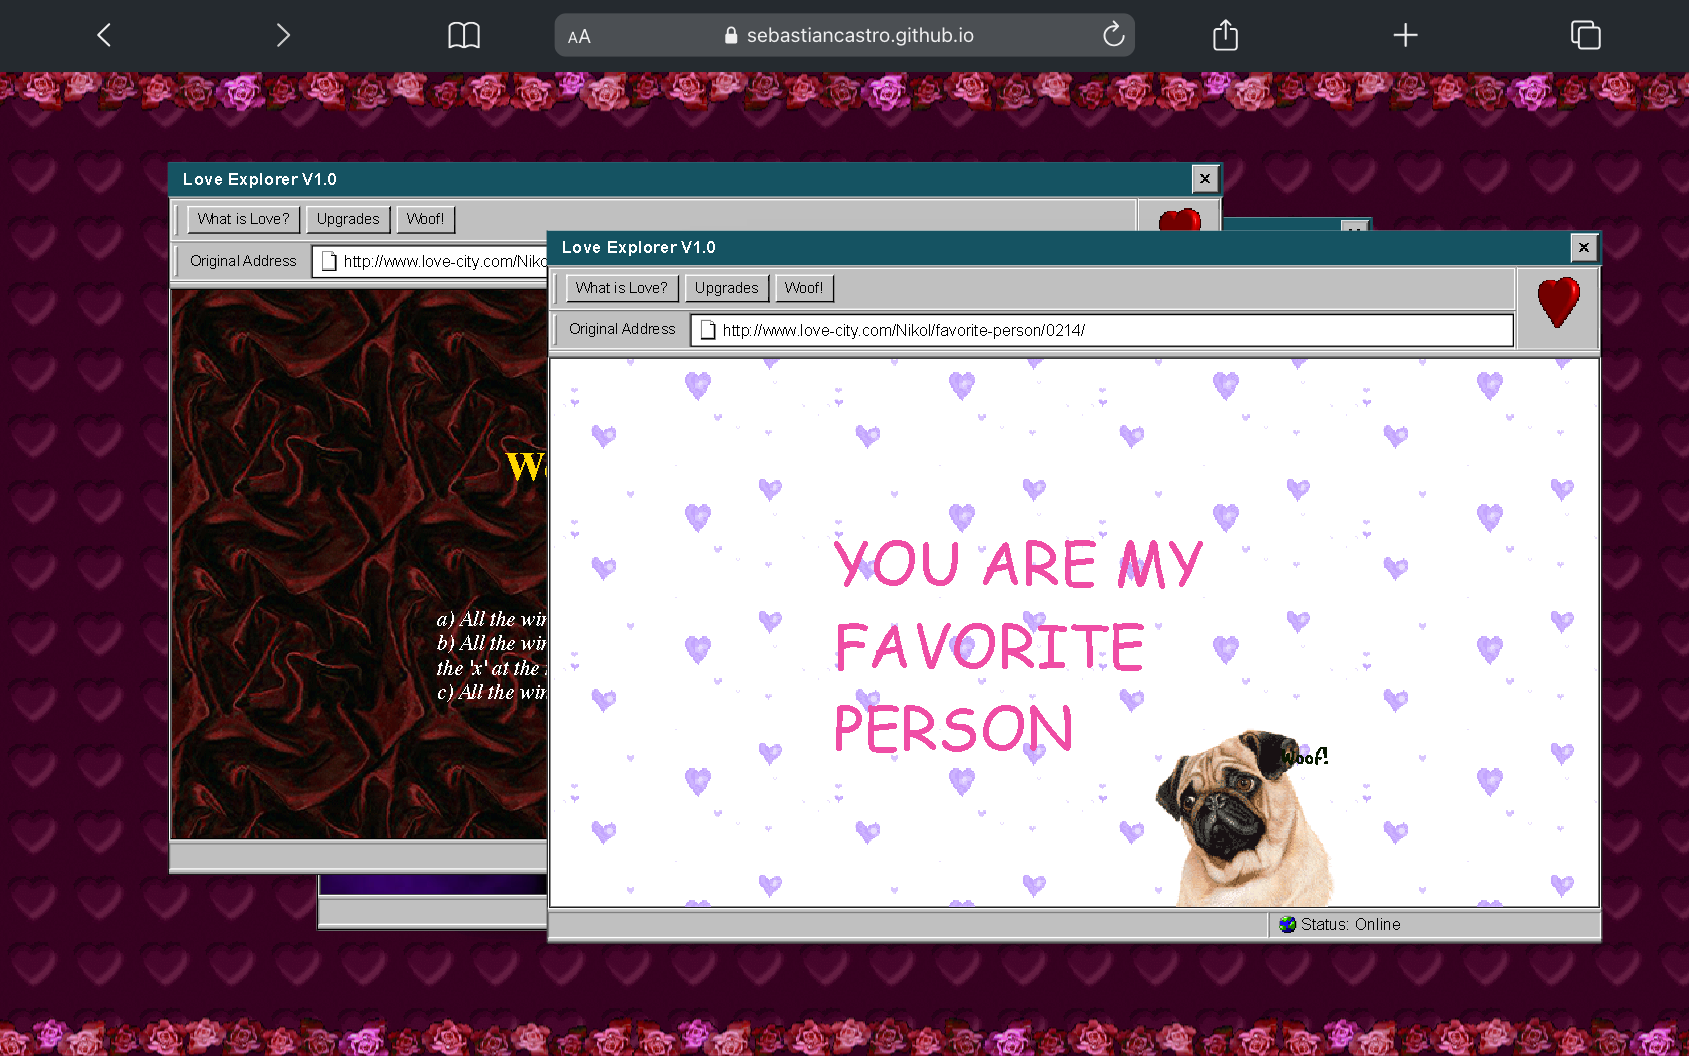 AA sebastiancastro.github.io
Love Explorer V1.0
What is Love? Upgrades Woof!
Original Address http://www.love-city.com/Niko
a) All the
b) All the
the 'x' at the
c) All the
Love Explorer V1.0
What is Love? Upgrades Woof!
Original Address http://www.love-city.com/Nikol/favorite-person/0214/
YOU ARE MY
FAVORITE
PERSON
Woof!
Status: Online